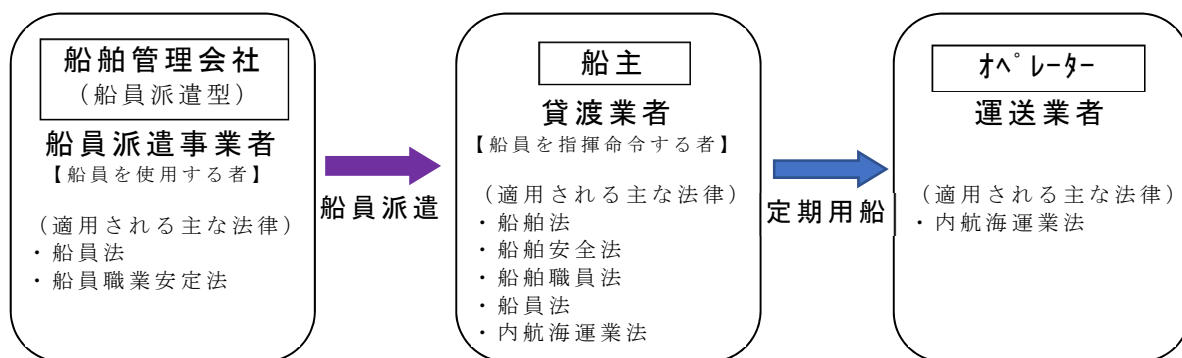 船舶管理会社
（船員派遣型）
船員派遣事業者
【船員を使用する者】
（適用される主な法律）
・船員法
・船員職業安定法
船員派遣
船主
貸渡業者
【船員を指揮命令する者】
（適用される主な法律）
・船舶法
・船舶安全法
・船舶職員法
・船員法
・内航海運業法
定期用船
ｵﾍﾟﾚｰﾀｰ
運送業者
（適用される主な法律）
・内航海運業法